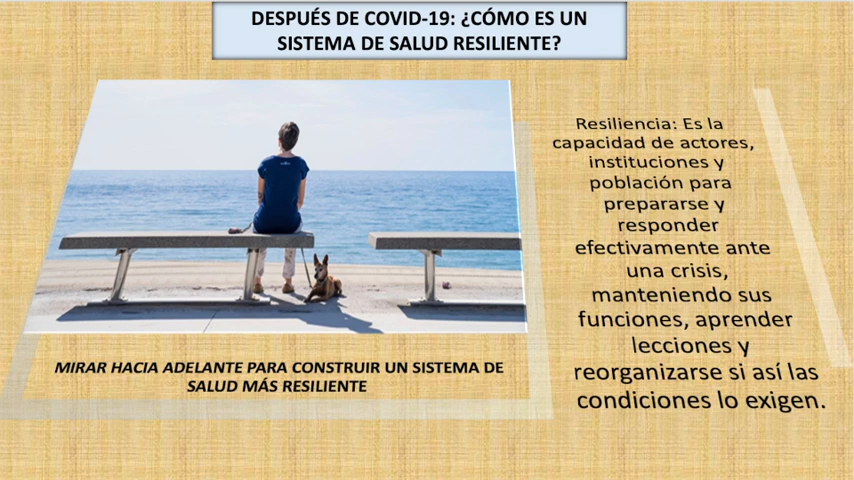 DESPUÉS DE COVID-19: ¿CÓMO ES UN
SISTEMA DE SALUD RESILIENTE?
Resiliencia: Es la
capacidad de actores,
instituciones y
población para
prepararse y
responder
efectivamente ante
una crisis,
manteniendo sus
funciones, aprender
lecciones y
reorganizarse si así las
condiciones lo exigen.
MIRAR HACIA ADELANTE PARA CONSTRUIR UN SISTEMA DE
SALUD MÁS RESILIENTE